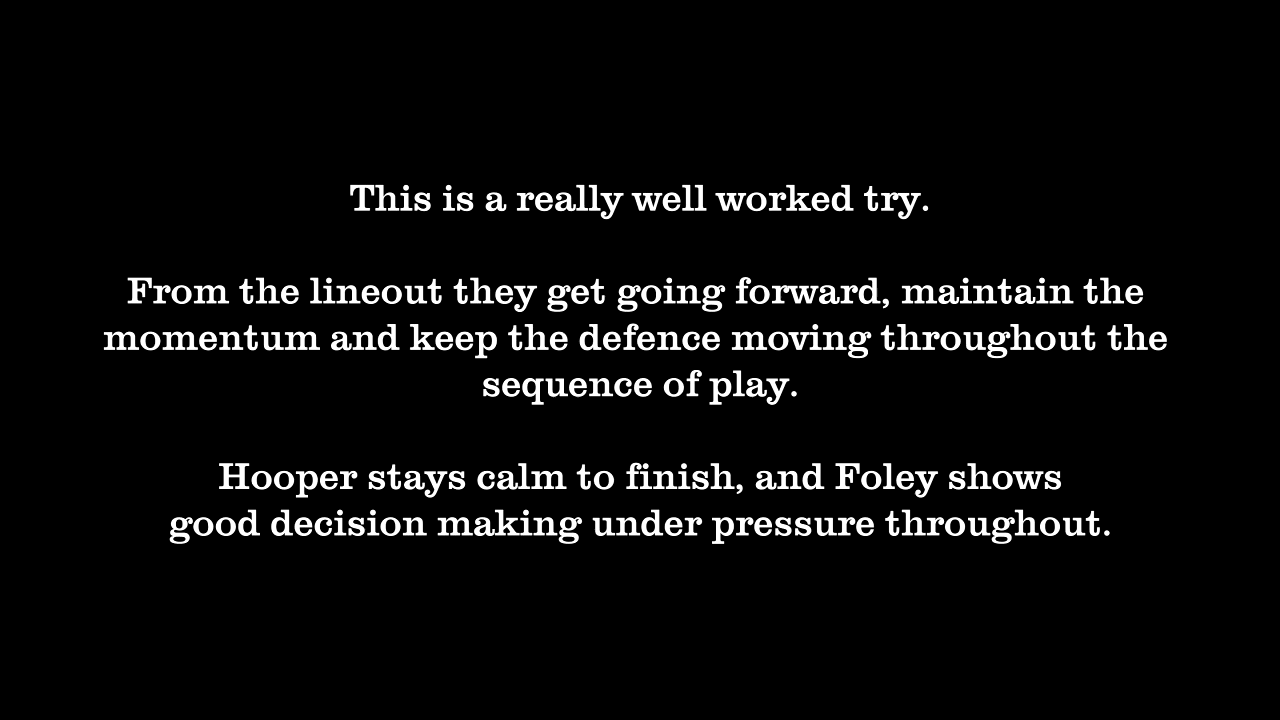 This is a really well worked try.
From the lineout they get going forward, maintain the
momentum and keep the defence moving throughout the
sequence of play.
Hooper stays calm to finish, and Foley shows
good decision making under pressure throughout.